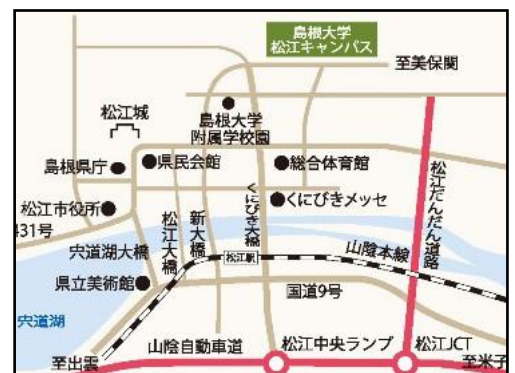 島根大学
松江キャンパス
至美保関
松江城
島根大学
附属学校園
島根県庁
県民会館
総合体育館
松江市役所
くにびきメッセ
431号
宍道湖大橋
松江大橋
新大橋
くにびき大橋
松江だんだん道路
松江駅
山陰本線
県立美術館
国道9号
宍道湖
山陰自動車道
松江中央ランプ
松江JCT
至出雲
至米子